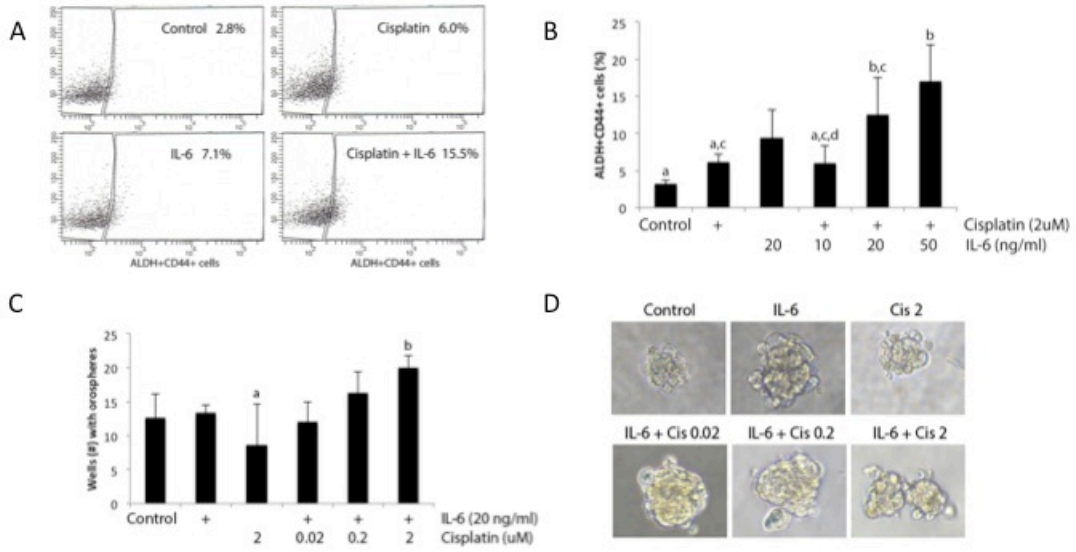 A
Control 2.8%
Cisplatin 6.0%
IL-6 7.1%
Cisplatin + IL-6 15.5%
ALDH+CD44+ cells
ALDH+CD44+ cells
B
ALDH+CD44+ cells (%)
25
20
15
10
5
0
a
a,c
a,c,d
b,c
b
Control + + + + Cisplatin (2uM)
20 10 20 50 IL-6 (ng/ml)
C
Wells (#) with orospheres
25
20
15
10
5
0
a
b
Control + + + + IL-6 (20 ng/ml)
2 0.02 0.2 2 Cisplatin (uM)
D
Control IL-6 Cis 2
IL-6 + Cis 0.02 IL-6 + Cis 0.2 IL-6 + Cis 2